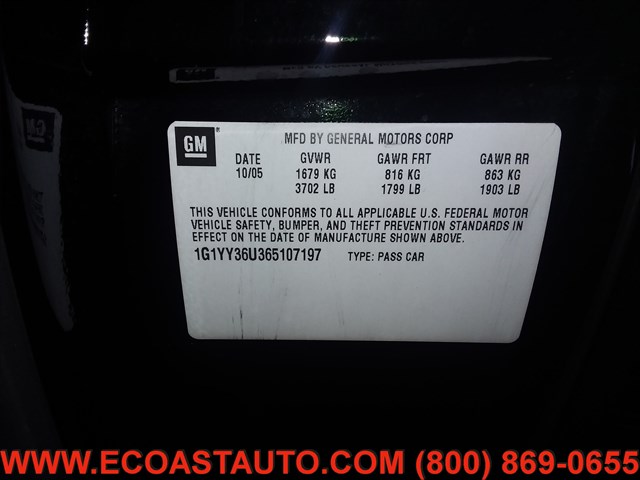 GM
MFD BY GENERAL MOTORS CORP
DATE GVWR GAWR FRT GAWR RR
10/05 1679 KG 816 KG 863 KG
3702 LB 1799 LB 1903 LB
THIS VEHICLE CONFORMS TO ALL APPLICABLE U.S. FEDERAL MOTOR
VEHICLE SAFETY, BUMPER, AND THEFT PREVENTION STANDARDS IN
EFFECT ON THE DATE OF MANUFACTURE SHOWN ABOVE.
1G1YY36U365107197 TYPE: PASS CAR
WWW.ECOASTAUTO.COM (800) 869-0655